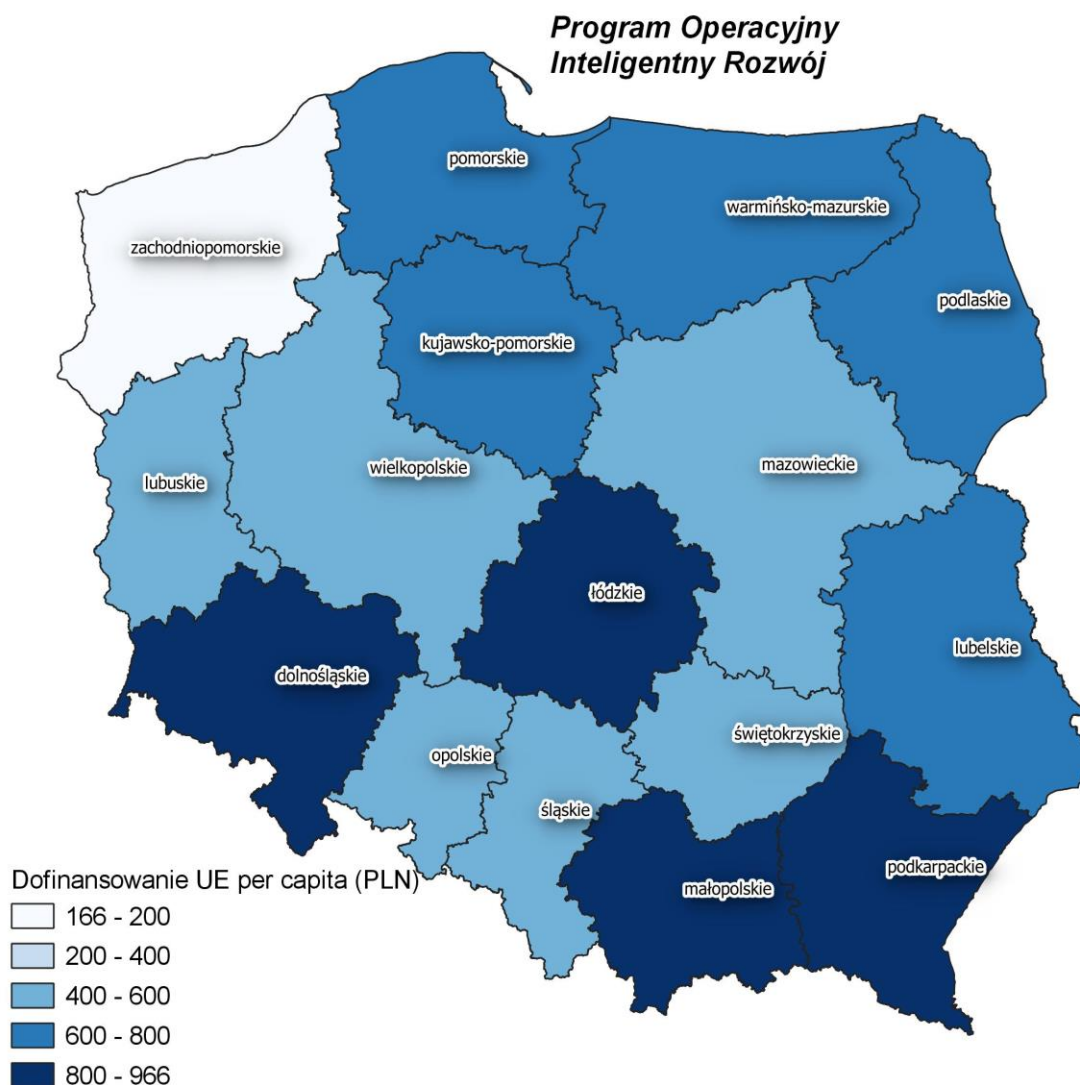 Program Operacyjny
Inteligentny Rozwój
pomorskie
warmińsko-mazurskie
zachodniopomorskie
podlaskie
kujawsko-pomorskie
wielkopolskie
mazowieckie
lubuskie
łódzkie
lubelskie
dolnośląskie
świętokrzyskie
opolskie
śląskie
podkarpackie
małopolskie
Dofinansowanie UE per capita (PLN)
166 - 200
200 - 400
400 - 600
600 - 800
800 - 966